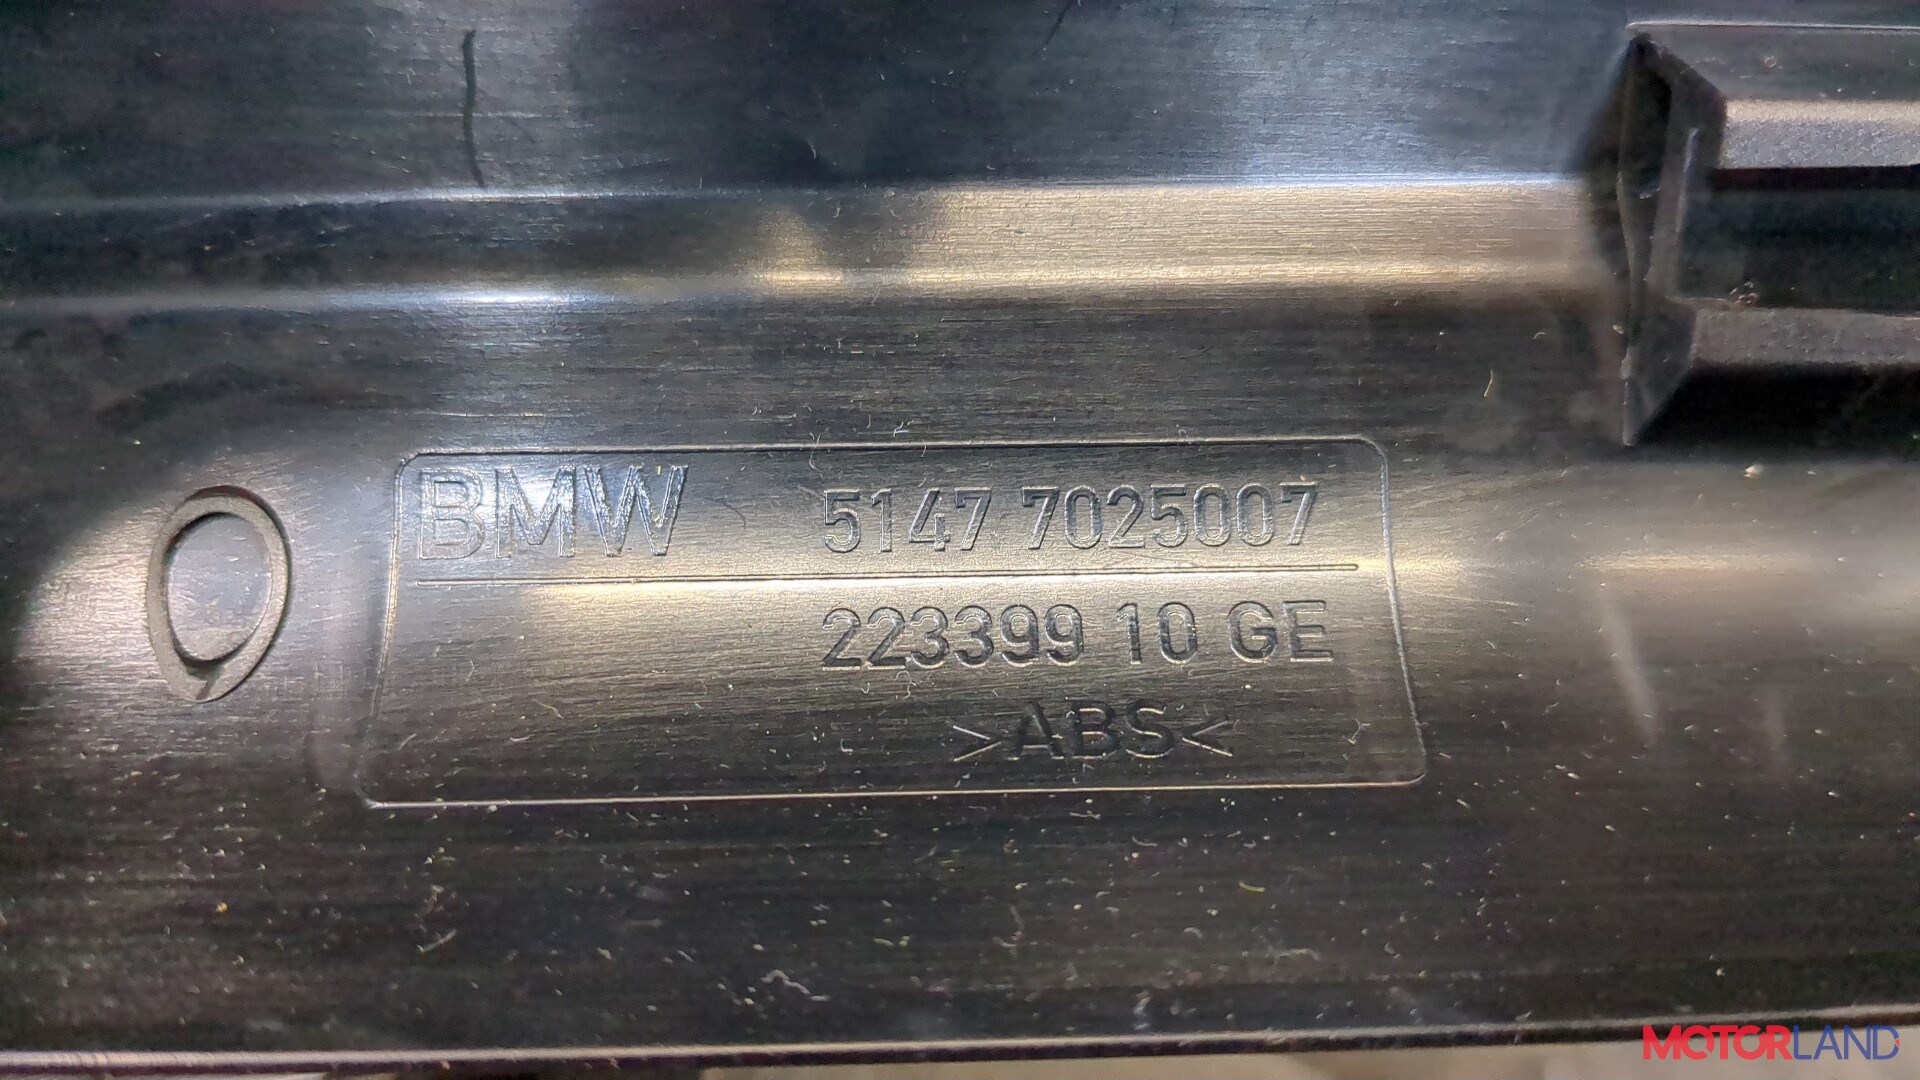 BMW 5147 7025007
223399 10 GE
>ABS<
MOTORLAND